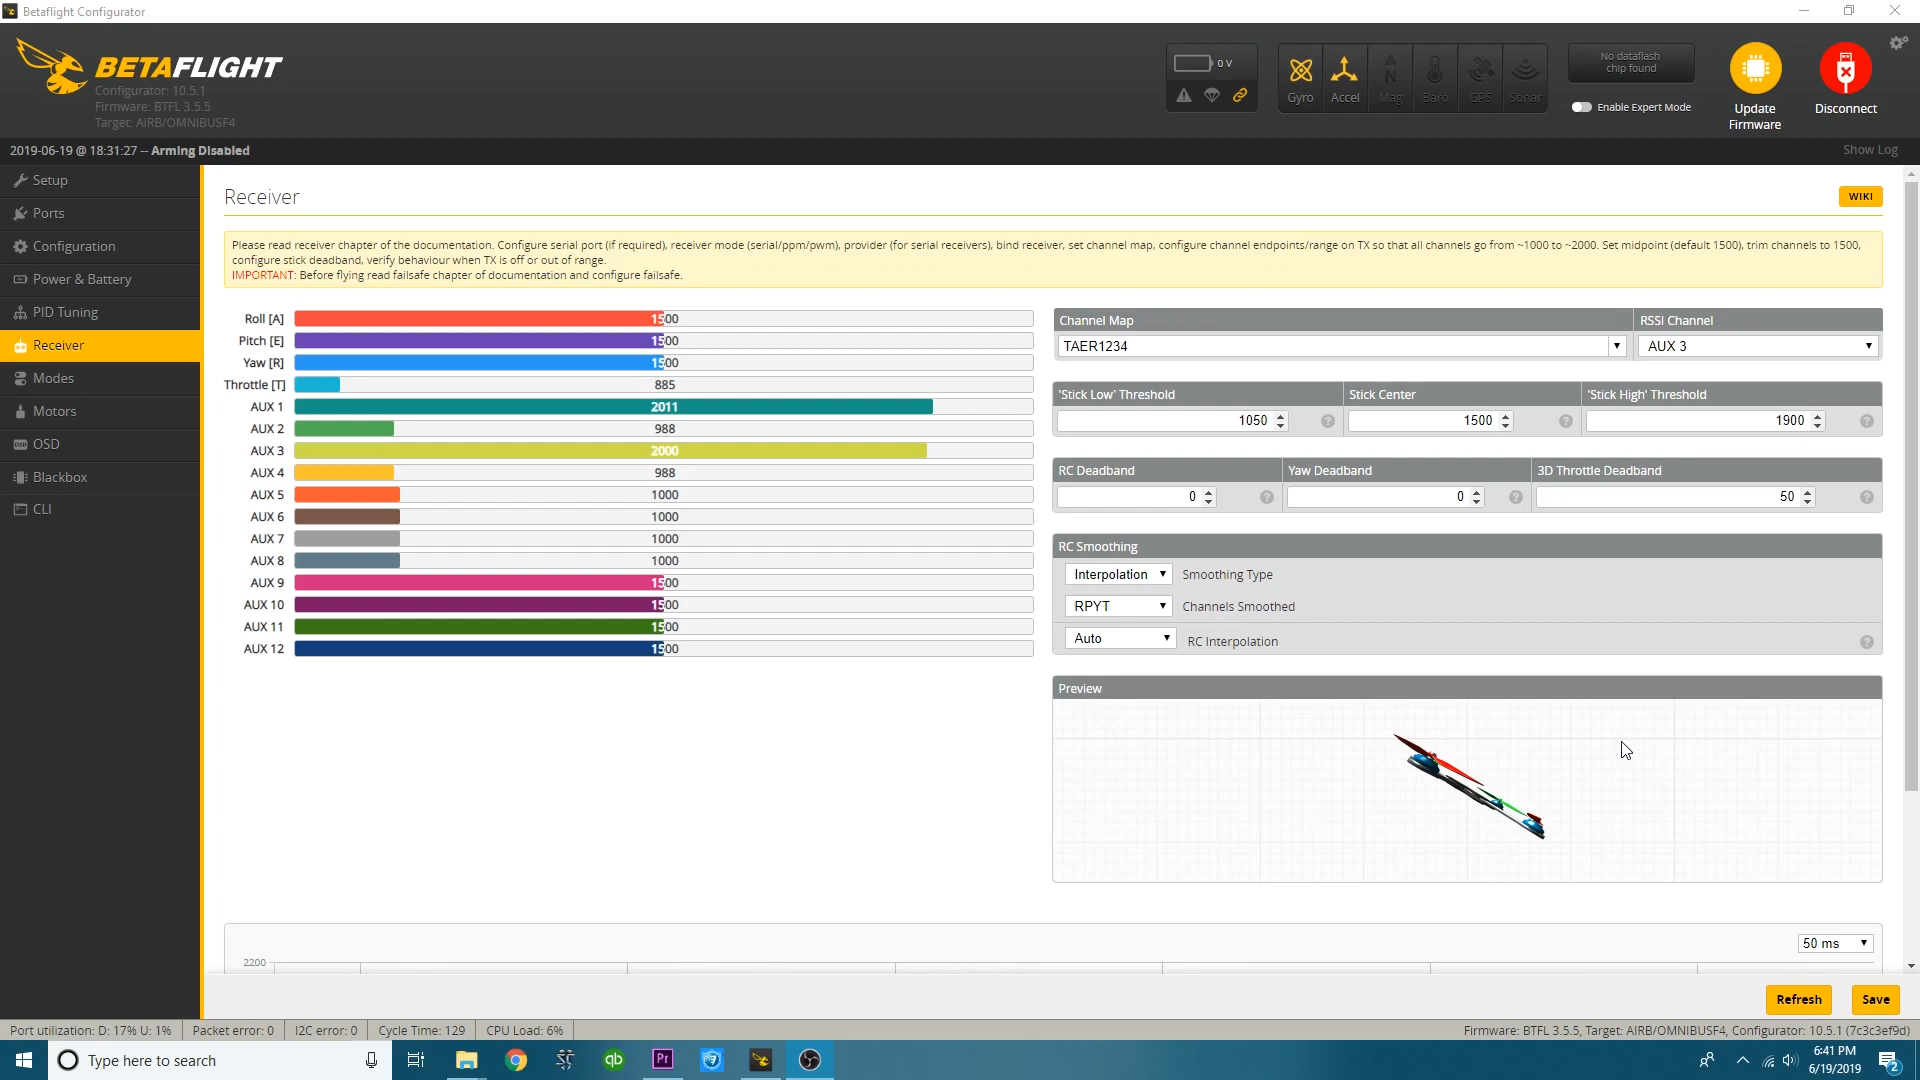 Betaflight Configurator
BETAFLIGHT
Configurator: 10.5.1
Firmware: BTFL 3.5.5
Target: AIRB/OMNIBUSF4
0 V
Gyro Accel Mag Baro GPS Sonar
No dataflash chip found
Enable Expert Mode
Update Firmware
Disconnect
2019-06-19 @ 18:31:27 -- Arming Disabled
Show Log
Setup
Ports
Configuration
Power & Battery
PID Tuning
Receiver
Modes
Motors
OSD
Blackbox
CLI
Receiver
WIKI
Please read receiver chapter of the documentation. Configure serial port (if required), receiver mode (serial/ppm/pwm), provider (for serial receivers), bind receiver, set channel map, configure channel endpoints/range on TX so that all channels go from ~1000 to ~2000. Set midpoint (default 1500), trim channels to 1500,
configure stick deadband, verify behaviour when TX is off or out of range.
IMPORTANT: Before flying read failsafe chapter of documentation and configure failsafe.
Roll [A] 1500
Pitch [E] 1500
Yaw [R] 1500
Throttle [T] 885
AUX 1 2011
AUX 2 988
AUX 3 2000
AUX 4 988
AUX 5 1000
AUX 6 1000
AUX 7 1000
AUX 8 1000
AUX 9 1500
AUX 10 1500
AUX 11 1500
AUX 12 1500
Channel Map RSSI Channel
TAER1234 AUX 3
'Stick Low' Threshold Stick Center 'Stick High' Threshold
1050 ? 1500 ? 1900 ?
RC Deadband Yaw Deadband 3D Throttle Deadband
0 ? 0 ? 50 ?
RC Smoothing
Interpolation Smoothing Type
RPYT Channels Smoothed
Auto RC Interpolation ?
Preview
50 ms
2200
Refresh Save
Port utilization: D: 17% U: 1% Packet error: 0 I2C error: 0 Cycle Time: 129 CPU Load: 6% Firmware: BTFL 3.5.5, Target: AIRB/OMNIBUSF4, Configurator: 10.5.1 (7c3c3ef9d)
Type here to search
qb
Pr
6:41 PM
6/19/2019
2